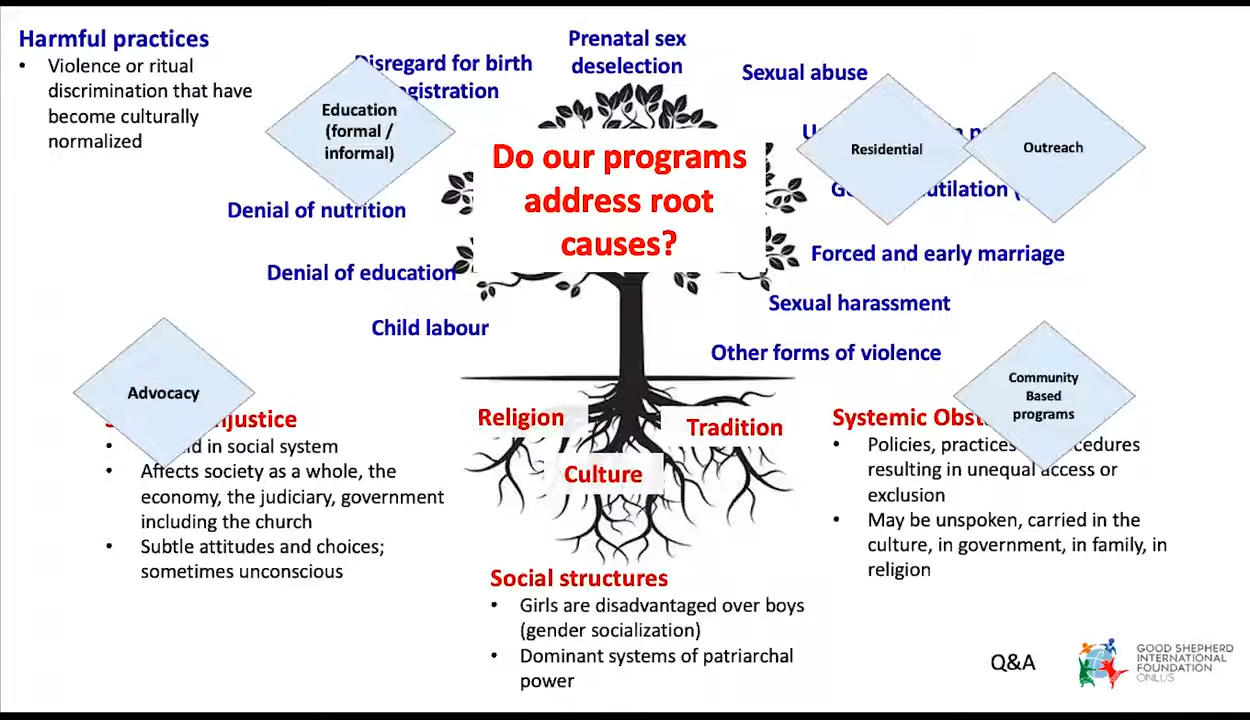 Harmful practices
• Violence or ritual
discrimination that have
become culturally
normalized
Disregard for birth
registration
Prenatal sex
deselection
Sexual abuse
Education
(formal /
informal)
Residential
Outreach
Do our programs
address root
causes?
Denial of nutrition
Denial of education
Child labour
Forced and early marriage
Sexual harassment
Other forms of violence
Advocacy
Community
Based
programs
injustice
• in social system
• Affects society as a whole, the
economy, the judiciary, government
including the church
• Subtle attitudes and choices;
sometimes unconscious
Religion
Tradition
Culture
Social structures
• Girls are disadvantaged over boys
(gender socialization)
• Dominant systems of patriarchal
power
Systemic
• Policies, practices
resulting in unequal access or
exclusion
• May be unspoken, carried in the
culture, in government, in family, in
religion
Q&A
GOOD SHEPHERD
INTERNATIONAL
FOUNDATION
ONLUS